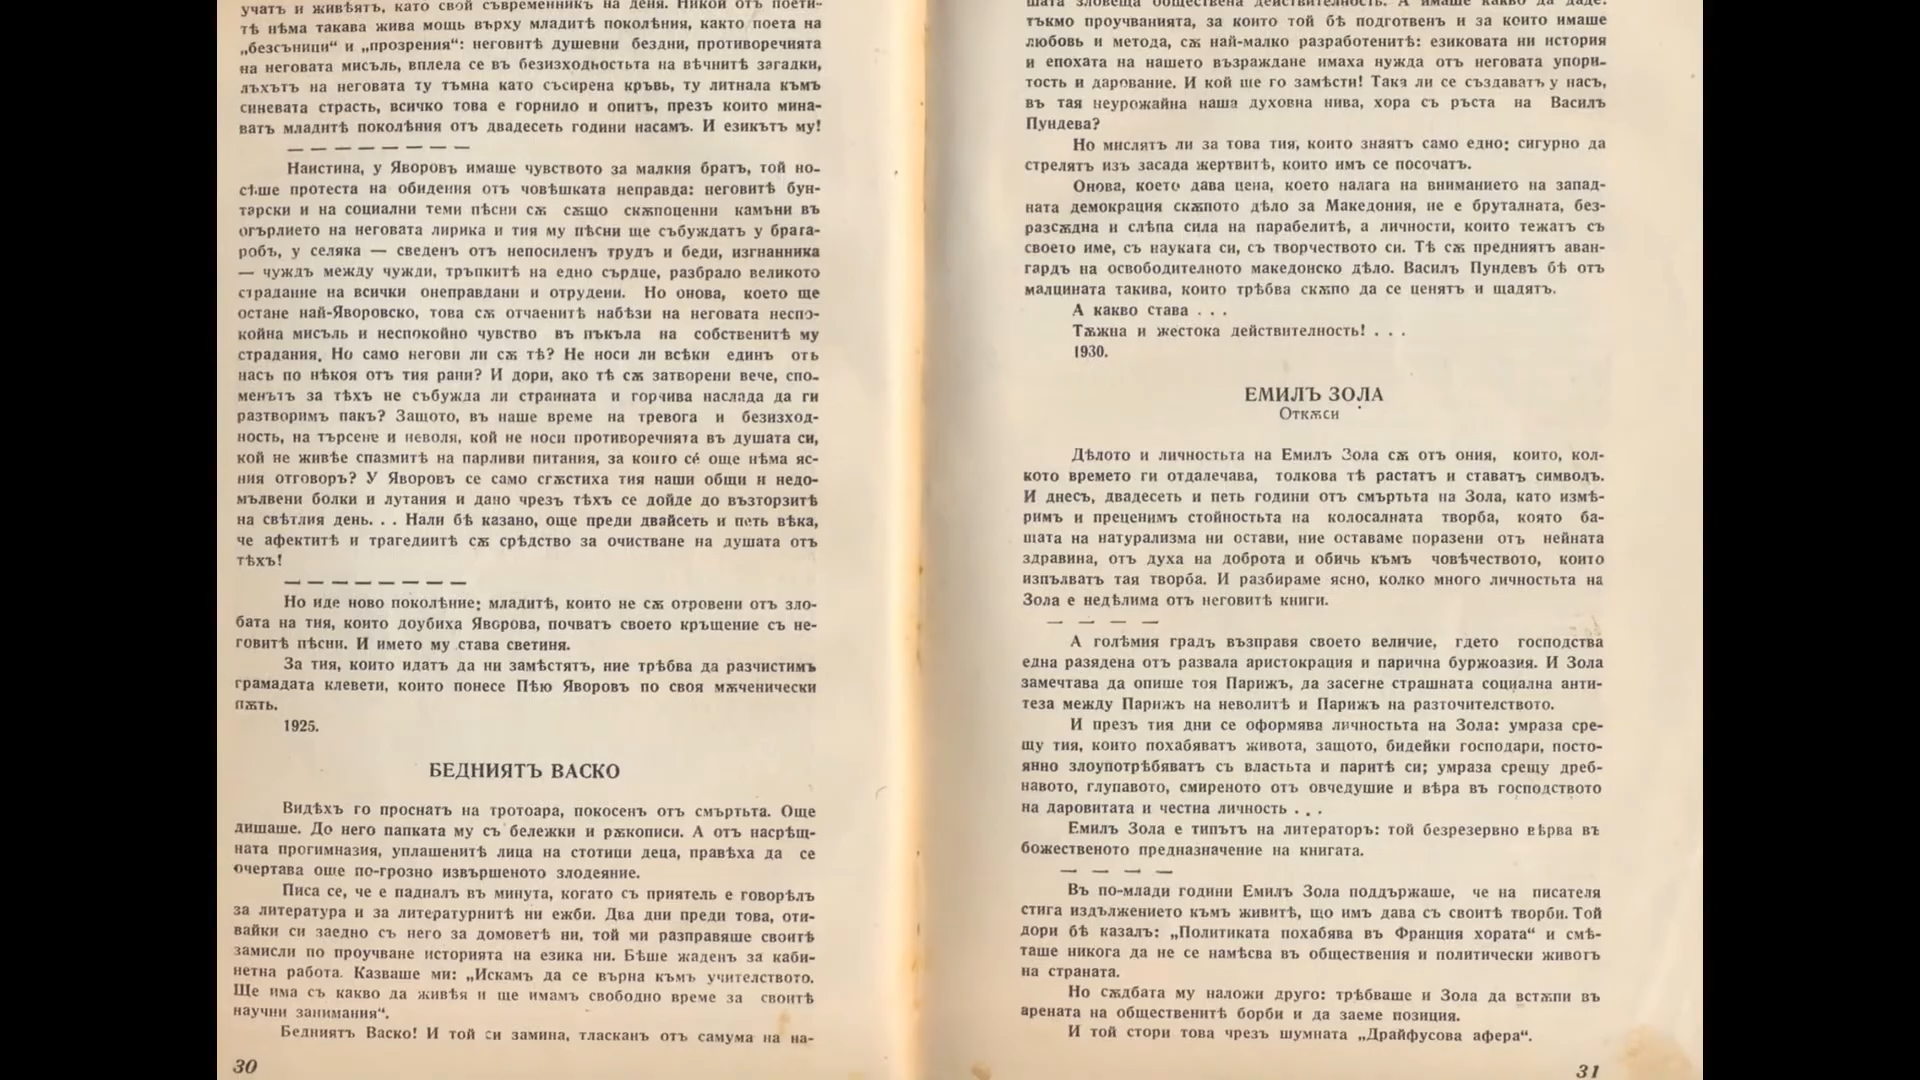 учатъ и живѣятъ, като свой съвременникъ на деня. Никой отъ поети-
тѣ нѣма такава жива мощь върху младитѣ поколѣния, както поета на
„безсъници“ и „прозрения“: неговитѣ душевни бездни, противоречията
на неговата мисъль, вплела се въ безизходностьта на вѣчнитѣ загадки,
лъхътъ на неговата ту тъмна като съсирена кръвь, ту литнала към
синевата страсть, всичко това е горнило и опитъ, презъ които мина-
ватъ младитѣ поколѣния отъ двадесеть години насамъ. И езикътъ му!
— — — — — — — — —
Наистина, у Яворовъ имаше чувството за малкия братъ, той но-
сѣше протеста на обидения отъ човѣшката неправда: неговитѣ бун-
тарски и на социални теми пѣсни сѫ сѫщо скѫпоценни камъни въ
огърлието на неговата лирика и тия му пѣсни ще събуждатъ у брата-
робъ, у селяка — сведенъ отъ непосиленъ трудъ и беди, изгнанника
— чуждъ между чужди, тръпкитѣ на едно сърдце, разбрало великото
страдание на всички онеправдани и отрудени. Но онова, което ще
остане най-Яворовско, това сѫ отчаенитѣ набѣзи на неговата неспо-
койна мисъль и неспокойно чувство въ пъкъла на собственитѣ му
страдания. Но само негови ли сѫ тѣ? Не носи ли всѣки единъ отъ
насъ по нѣкоя отъ тия рани? И дори, ако тѣ сѫ затворени вече, спо-
менътъ за тѣхъ не събужда ли странната и горчива наслада да ги
разтворимъ пакъ? Защото, въ наше време на тревога и безизход-
ность, на търсене и неволя, кой не носи противоречията въ душата си,
кой не живѣе спазмитѣ на парливи питания, за които сé още нѣма яс-
ния отговоръ? У Яворовъ се само сгѫстиха тия наши общи и недо-
мълвени болки и лутания и дано чрезъ тѣхъ се дойде до възторзитѣ
на свѣтлия день. . . Нали бѣ казано, още преди двайсеть и петь вѣка,
че афектитѣ и трагедиитѣ сѫ срѣдство за очистване на душата отъ
тѣхъ!
— — — — — — — — —
Но иде ново поколѣние: младитѣ, които не сѫ отровени отъ зло-
бата на тия, които доубиха Яворова, почватъ своето кръщение съ не-
говитѣ пѣсни. И името му става светиня.
За тия, които идатъ да ни замѣстятъ, ние трѣбва да разчистимъ
грамадата клевети, които понесе Пѣю Яворовъ по своя мѫченически
пѫть.
1925.
БЕДНИЯТЪ ВАСКО
Видѣхъ го проснатъ на тротоара, покосенъ отъ смъртьта. Още
дишаше. До него папката му съ бележки и рѫкописи. А отъ насрѣщ-
ната прогимназия, уплашенитѣ лица на стотици деца, правѣха да се
очертава още по-грозно извършеното злодеяние.
Писа се, че е падналъ въ минута, когато съ приятель е говорѣлъ
за литература и за литературнитѣ ни ежби. Два дни преди това, оти-
вайки си заедно съ него за домоветѣ ни, той ми разправяше своитѣ
замисли по проучване историята на езика ни. Бѣше жаденъ за каби-
нетна работа. Казваше ми: „Искамъ да се върна към учителството.
Ще има съ какво да живѣя и ще имамъ свободно време за своитѣ
научни занимания“.
Бедниятъ Васко! И той си замина, тласканъ отъ самума на на-
30
шата зловеща обществена действителность. А имаше какво да даде:
тъкмо проучванията, за които той бѣ подготвенъ и за които имаше
любовь и метода, сѫ най-малко разработенитѣ: езиковата ни история
и епохата на нашето възраждане имаха нужда отъ неговата упори-
тость и дарование. И кой ще го замѣсти! Така ли се създаватъ у насъ,
въ тая неурожайна наша духовна нива, хора съ ръста на Василъ
Пундева?
Но мислятъ ли за това тия, които знаятъ само едно: сигурно да
стрелятъ изъ засада жертвитѣ, които имъ се посочатъ.
Онова, което дава цена, което налага на вниманието на запад-
ната демокрация скѫпото дѣло за Македония, не е бруталната, без-
разсѫдна и слѣпа сила на парабелитѣ, а личности, които тежатъ съ
своето име, съ науката си, съ творчеството си. Тѣ сѫ предниятъ аван-
гардъ на освободителното македонско дѣло. Василъ Пундевъ бѣ отъ
малцината такива, които трѣбва скѫпо да се ценятъ и щадятъ.
А какво става . . .
Тѫжна и жестока действителность! . . .
1930.
ЕМИЛЪ ЗОЛА
Откѫси
Дѣлото и личностьта на Емилъ Зола сѫ отъ ония, които, кол-
кото времето ги отдалечава, толкова тѣ растатъ и ставатъ символъ.
И днесъ, двадесеть и петь години отъ смъртьта на Зола, като измѣ-
римъ и преценимъ стойностьта на колосалната творба, която ба-
щата на натурализма ни остави, ние оставаме поразени отъ нейната
здравина, отъ духа на доброта и обичь къмъ човѣчеството, които
изпълватъ тая творба. И разбираме ясно, колко много личностьта на
Зола е недѣлима отъ неговитѣ книги.
— — — —
А голѣмия градъ възправя своето величие, гдето господства
една разядена отъ развала аристокрация и парична буржоазия. И Зола
замечтава да опише тоя Парижъ, да засегне страшната социална анти-
теза между Парижъ на неволитѣ и Парижъ на разточителството.
И презъ тия дни се оформява личностьта на Зола: умраза сре-
щу тия, които похабяватъ живота, защото, бидейки господари, посто-
янно злоупотрѣбяватъ съ властьта и паритѣ си; умраза срещу дреб-
навото, глупавото, смиреното отъ овчедушие и вѣра въ господството
на даровитата и честна личность . . .
Емилъ Зола е типътъ на литераторъ: той безрезервно вѣрва въ
божественото предназначение на книгата.
— — — —
Въ по-млади години Емилъ Зола поддържаше, че на писателя
стига издължението към живитѣ, що имъ дава съ своитѣ творби. Той
дори бѣ казалъ: „Политиката похабява въ Франция хората“ и смѣ-
таше никога да не се намѣсва въ обществения и политически животъ
на страната.
Но сѫдбата му наложи друго: трѣбваше и Зола да встѫпи въ
арената на общественитѣ борби и да заеме позиция.
И той стори това чрезъ шумната „Драйфусова афера“.
31